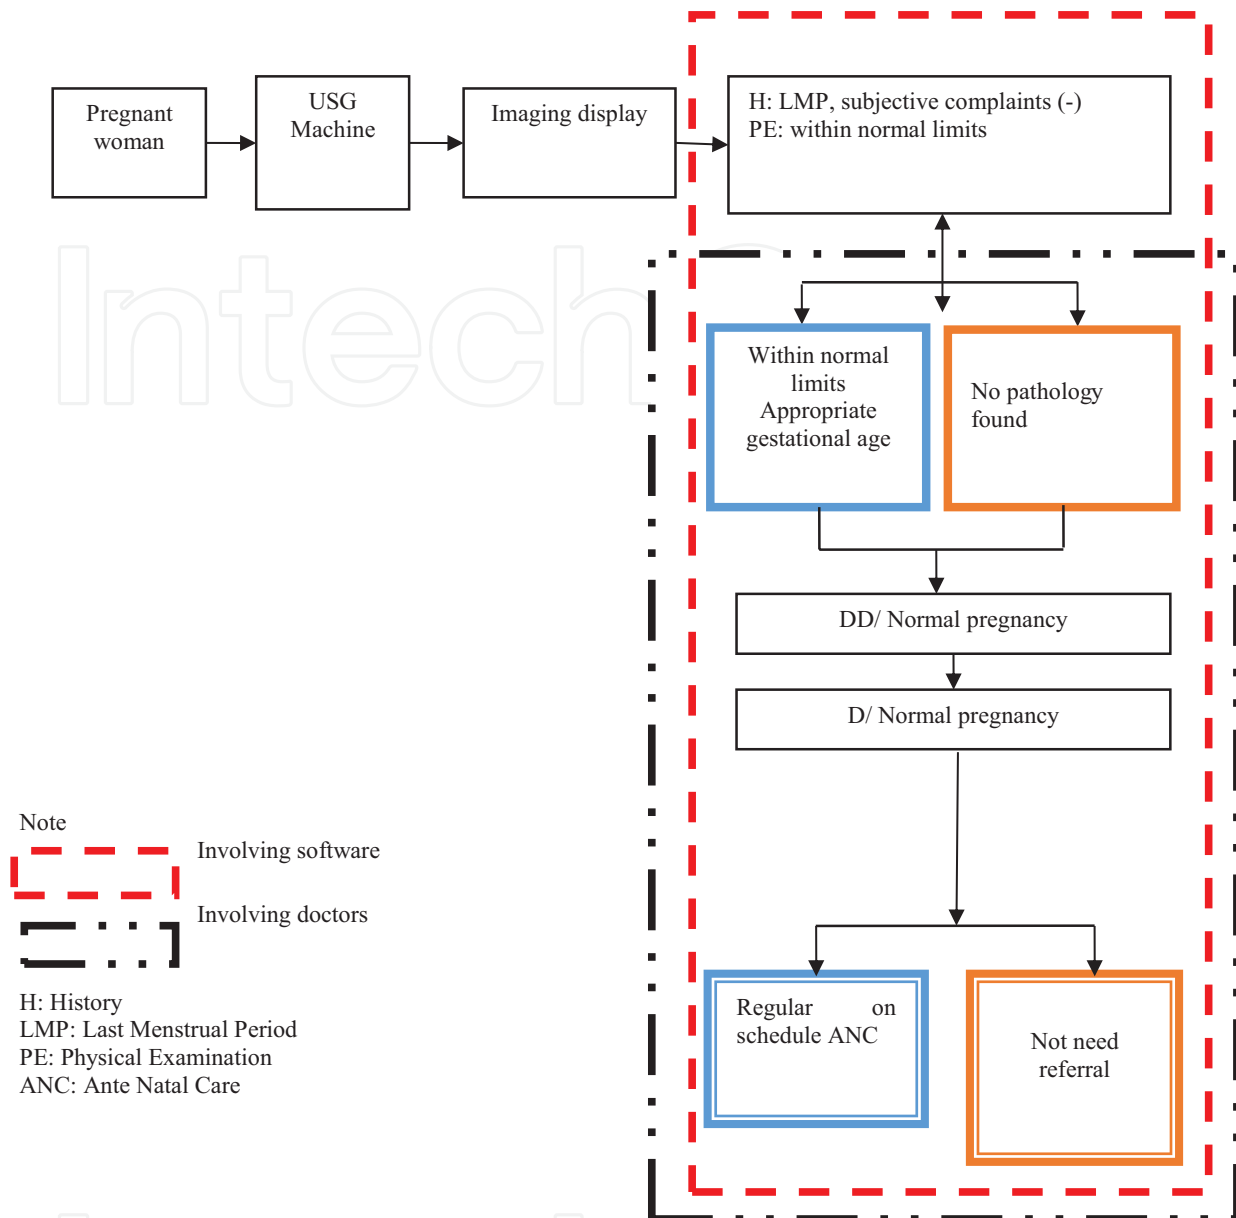 Pregnant
woman
USG
Machine
Imaging display
H: LMP, subjective complaints (-)
PE: within normal limits
Intech
Within normal
limits
Appropriate
gestational age
No pathology
found
DD/ Normal pregnancy
D/ Normal pregnancy
Regular on
schedule ANC
Not need
referral
Note
Involving software
Involving doctors
H: History
LMP: Last Menstrual Period
PE: Physical Examination
ANC: Ante Natal Care